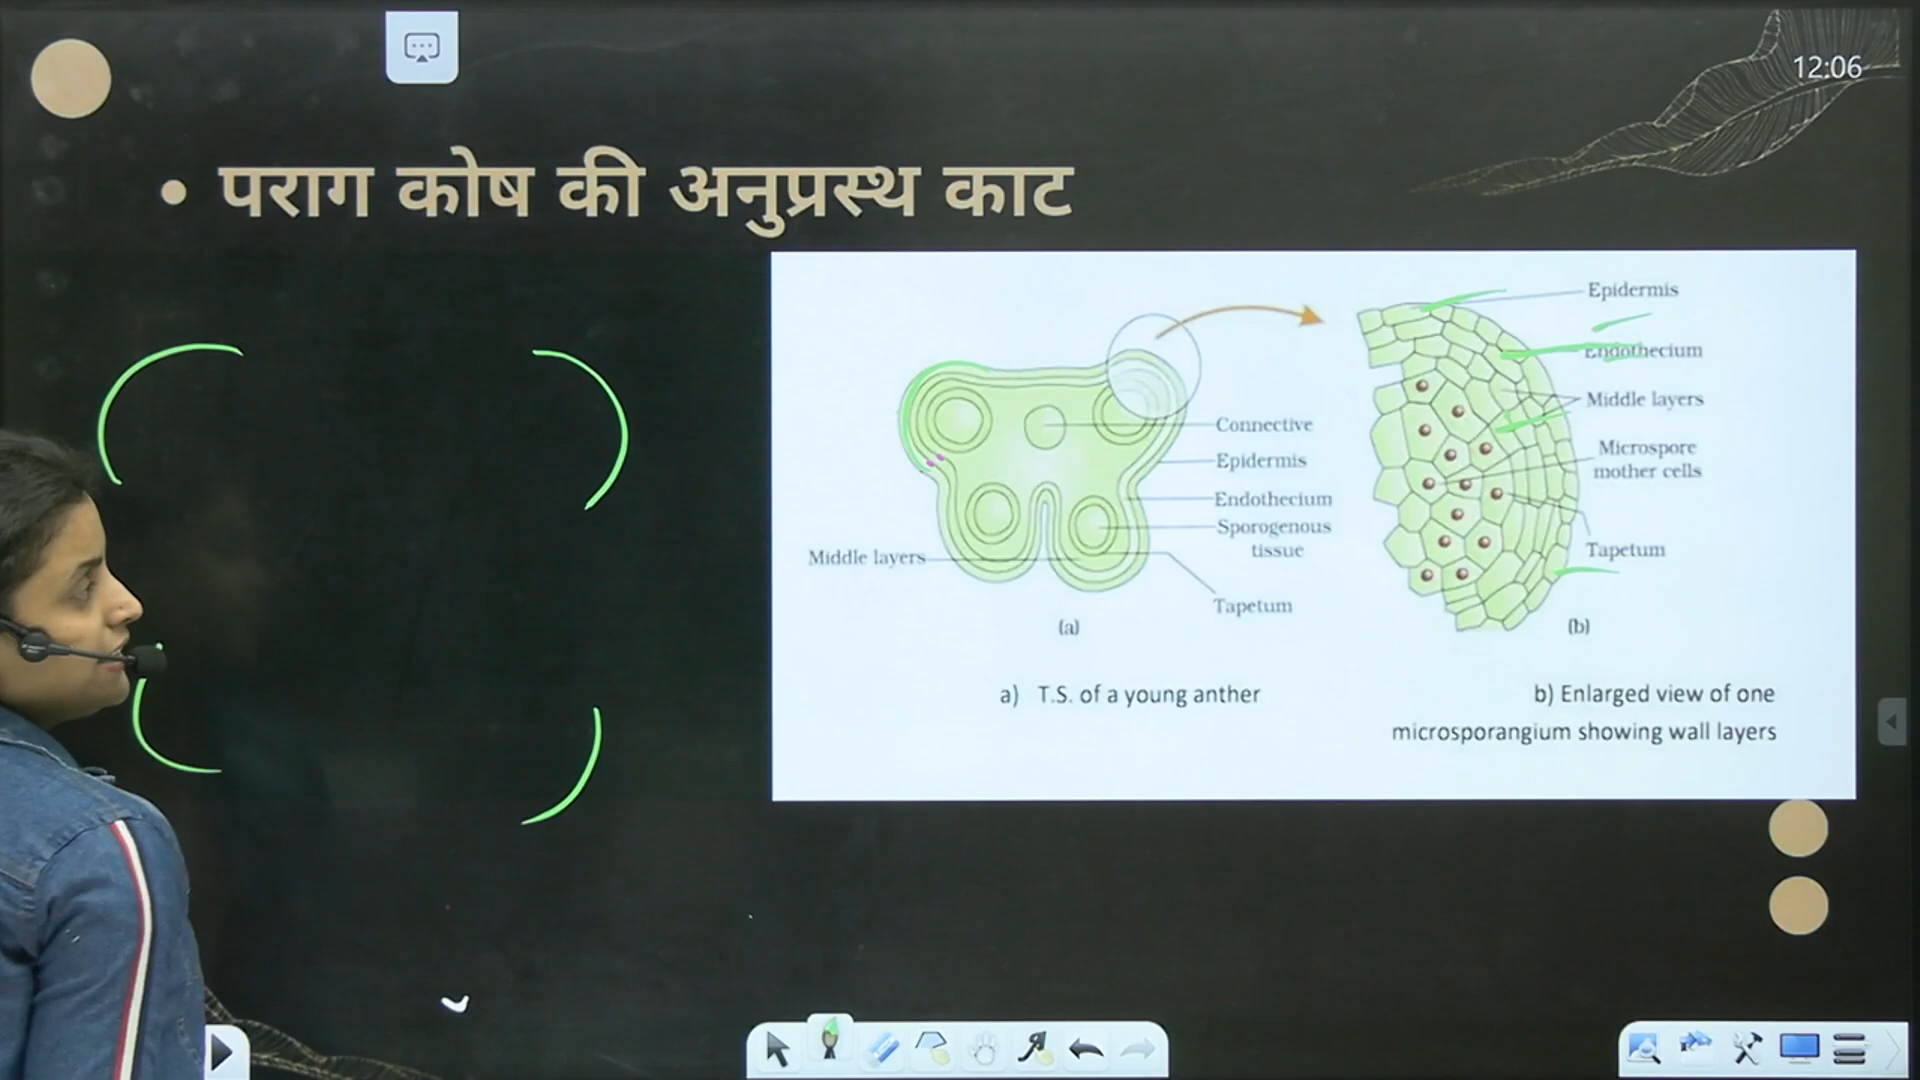 12:06
• पराग कोष की अनुप्रस्थ काट
Epidermis
Endothecium
Middle layers
Microspore
mother cells
Tapetum
(b)
Connective
Epidermis
Endothecium
Sporogenous
tissue
Middle layers
Tapetum
(a)
a) T.S. of a young anther
b) Enlarged view of one
microsporangium showing wall layers